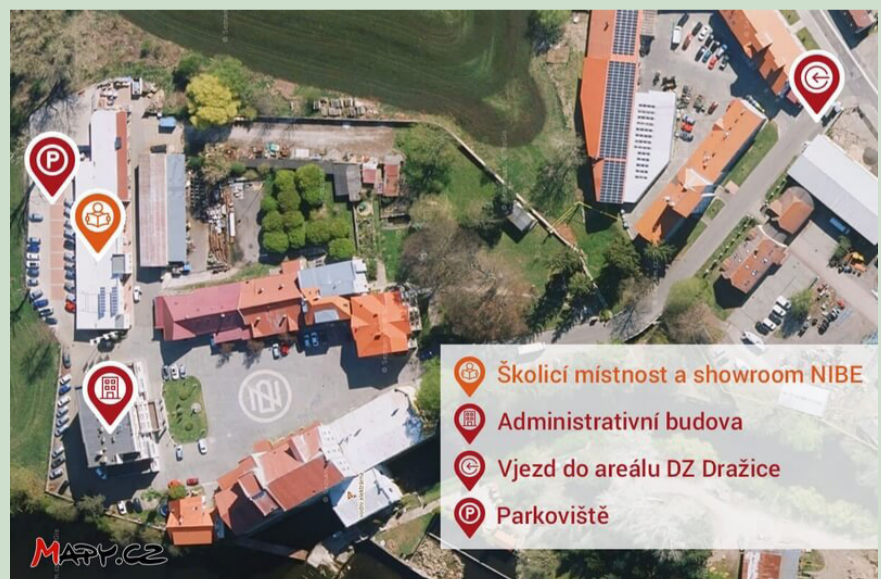 P
Školicí místnost a showroom NIBE
Administrativní budova
Vjezd do areálu DZ Dražice
P Parkoviště
MAPY.CZ